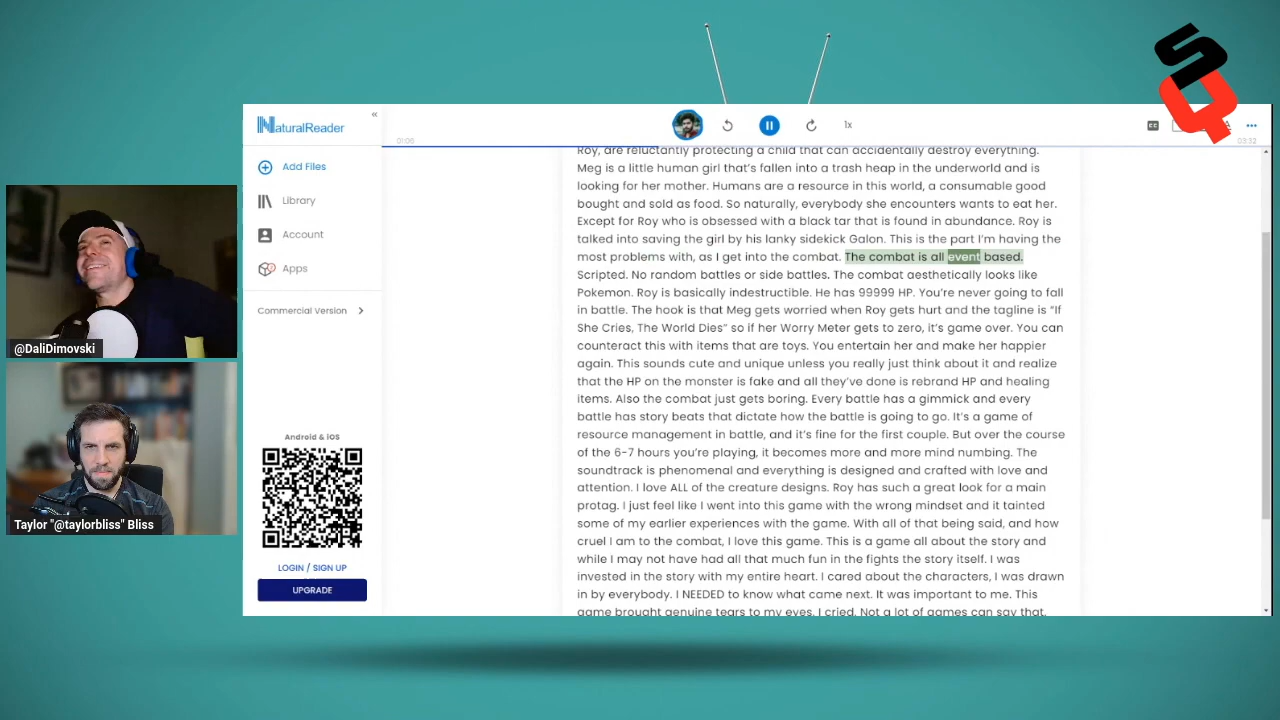 SQ
NaturalReader
«
1x
01:00
03:32
Add Files
Library
Account
Apps
Commercial Version
Android & iOS
LOGIN / SIGN UP
UPGRADE
@DaliDimovski
Taylor "@taylorbliss" Bliss
Roy, are reluctantly protecting a child that can accidentally destroy everything.
Meg is a little human girl that's fallen into a trash heap in the underworld and is
looking for her mother. Humans are a resource in this world, a consumable good
bought and sold as food. So naturally, everybody she encounters wants to eat her.
Except for Roy who is obsessed with a black tar that is found in abundance. Roy is
talked into saving the girl by his lanky sidekick Galon. This is the part I'm having the
most problems with, as I get into the combat. The combat is all event based.
Scripted. No random battles or side battles. The combat aesthetically looks like
Pokemon. Roy is basically indestructible. He has 99999 HP. You're never going to fall
in battle. The hook is that Meg gets worried when Roy gets hurt and the tagline is "If
She Cries, The World Dies" so if her Worry Meter gets to zero, it's game over. You can
counteract this with items that are toys. You entertain her and make her happier
again. This sounds cute and unique unless you really just think about it and realize
that the HP on the monster is fake and all they've done is rebrand HP and healing
items. Also the combat just gets boring. Every battle has a gimmick and every
battle has story beats that dictate how the battle is going to go. It's a game of
resource management in battle, and it's fine for the first couple. But over the course
of the 6-7 hours you're playing, it becomes more and more mind numbing. The
soundtrack is phenomenal and everything is designed and crafted with love and
attention. I love ALL of the creature designs. Roy has such a great look for a main
protag. I just feel like I went into this game with the wrong mindset and it tainted
some of my earlier experiences with the game. With all of that being said, and how
cruel I am to the combat, I love this game. This is a game all about the story and
while I may not have had all that much fun in the fights the story itself. I was
invested in the story with my entire heart. I cared about the characters, I was drawn
in by everybody. I NEEDED to know what came next. It was important to me. This
game brought genuine tears to my eyes. I cried. Not a lot of games can say that.